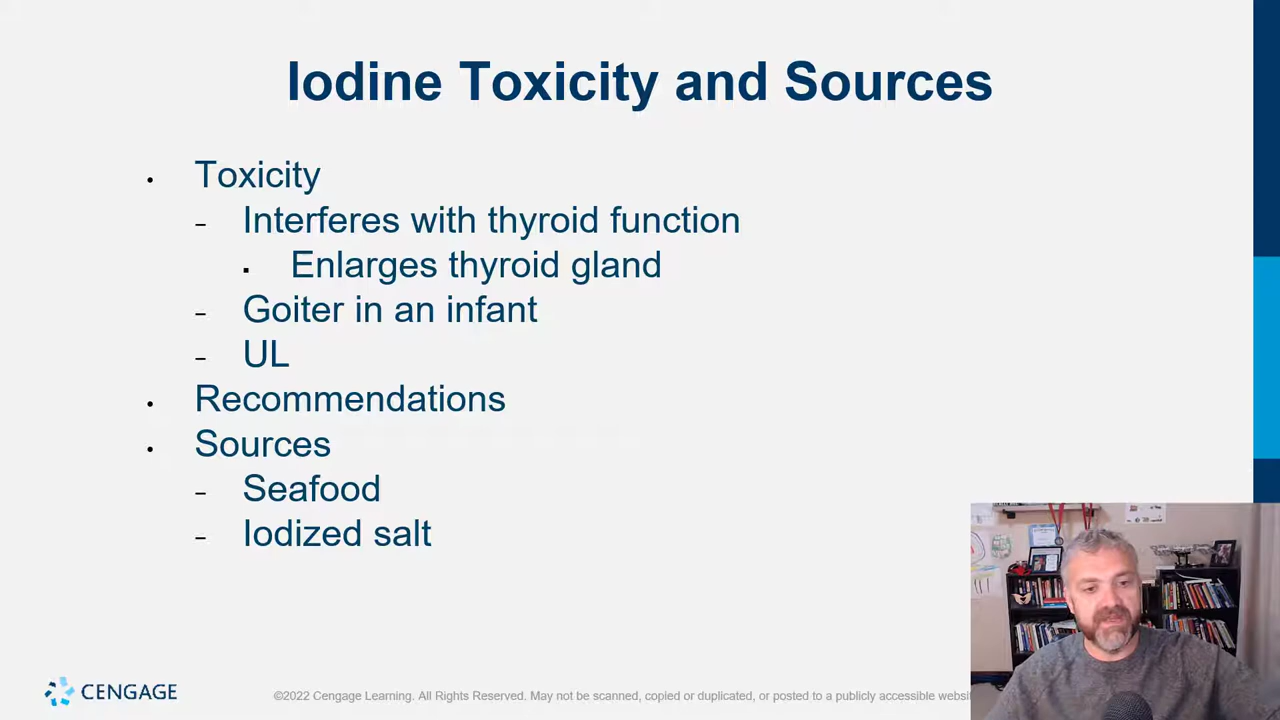 Iodine Toxicity and Sources
• Toxicity
– Interferes with thyroid function
▪ Enlarges thyroid gland
– Goiter in an infant
– UL
• Recommendations
• Sources
– Seafood
– Iodized salt
CENGAGE
©2022 Cengage Learning. All Rights Reserved. May not be scanned, copied or duplicated, or posted to a publicly accessible